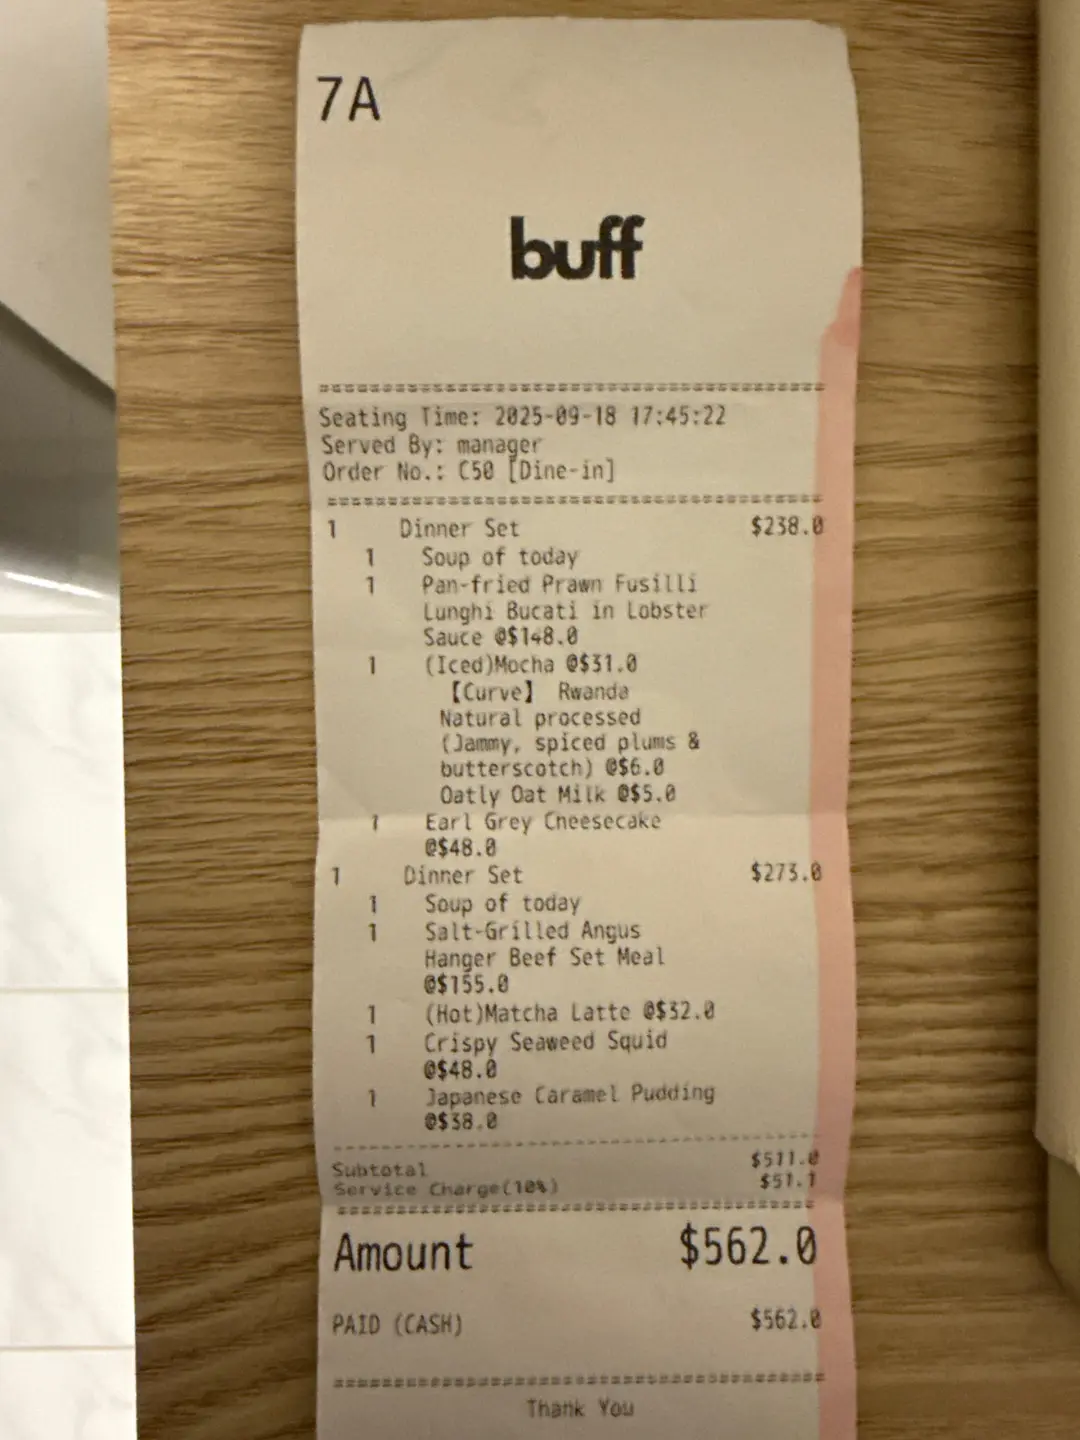 7A
buff
Seating Time: 2025-09-18 17:45:22
Served By: manager
Order No.: C50 [Dine-in]
1 Dinner Set $238.0
1 Soup of today
1 Pan-fried Prawn Fusilli
Lunghi Bucati in Lobster
Sauce @$148.0
1 (Iced)Mocha @$31.0
【Curve】 Rwanda
Natural processed
(Jammy, spiced plums &
butterscotch) @$6.0
Oatly Oat Milk @$5.0
1 Earl Grey Cheesecake
@$48.0
1 Dinner Set $273.0
1 Soup of today
1 Salt-Grilled Angus
Hanger Beef Set Meal
@$155.0
1 (Hot)Matcha Latte @$32.0
1 Crispy Seaweed Squid
@$48.0
1 Japanese Caramel Pudding
@$38.0
Subtotal $511.0
Service Charge(10%) $51.1
Amount $562.0
PAID (CASH) $562.0
Thank You